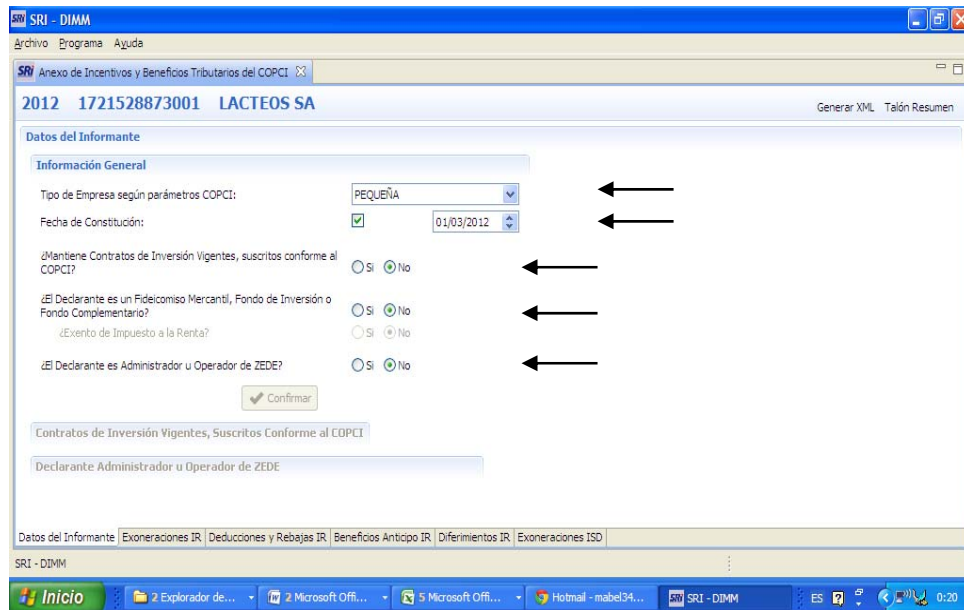 SRI SRI - DIMM
Archivo Programa Ayuda
SRI Anexo de Incentivos y Beneficios Tributarios del COPCI
2012 1721528873001 LACTEOS SA
Generar XML Talón Resumen
Datos del Informante
Información General
Tipo de Empresa según parámetros COPCI: PEQUEÑA
Fecha de Constitución: 01/03/2012
¿Mantiene Contratos de Inversión Vigentes, suscritos conforme al
COPCI? Si No
¿El Declarante es un Fideicomiso Mercantil, Fondo de Inversión o
Fondo Complementario? Si No
¿Exento de Impuesto a la Renta? Si No
¿El Declarante es Administrador u Operador de ZEDE? Si No
Confirmar
Contratos de Inversión Vigentes, Suscritos Conforme al COPCI
Declarante Administrador u Operador de ZEDE
Datos del Informante Exoneraciones IR Deducciones y Rebajas IR Beneficios Anticipo IR Diferimientos IR Exoneraciones ISD
SRI - DIMM
Inicio 2 Explorador de... 2 Microsoft Offi... 5 Microsoft Offi... Hotmail - mabel34... SRI SRI - DIMM ES 0:20